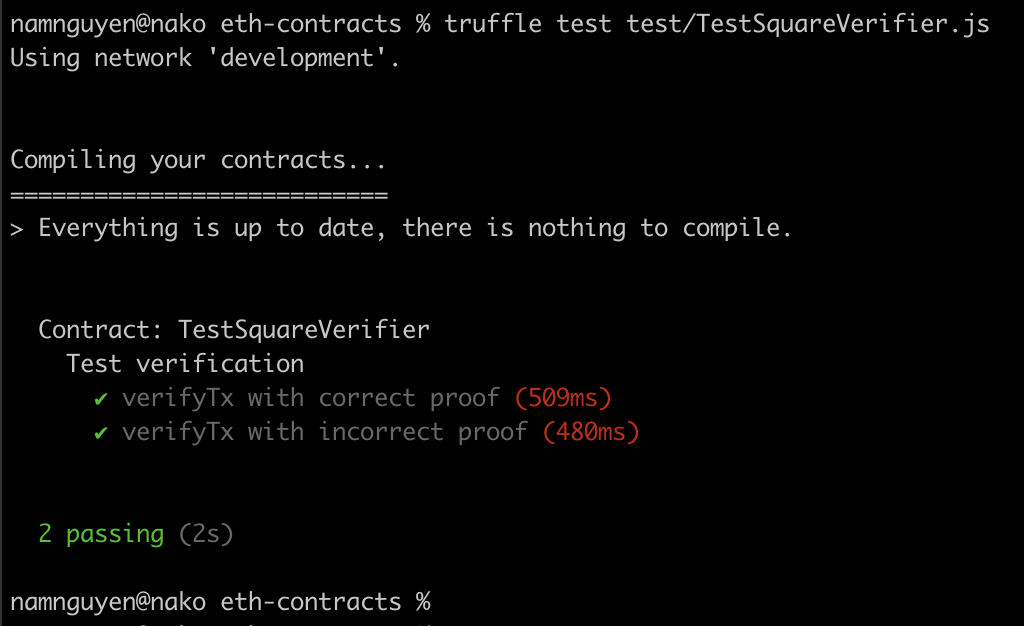 namnguyen@nako eth-contracts % truffle test test/TestSquareVerifier.js
Using network 'development'.
Compiling your contracts...
===========================
> Everything is up to date, there is nothing to compile.
Contract: TestSquareVerifier
Test verification
✔ verifyTx with correct proof (509ms)
✔ verifyTx with incorrect proof (480ms)
2 passing (2s)
namnguyen@nako eth-contracts %